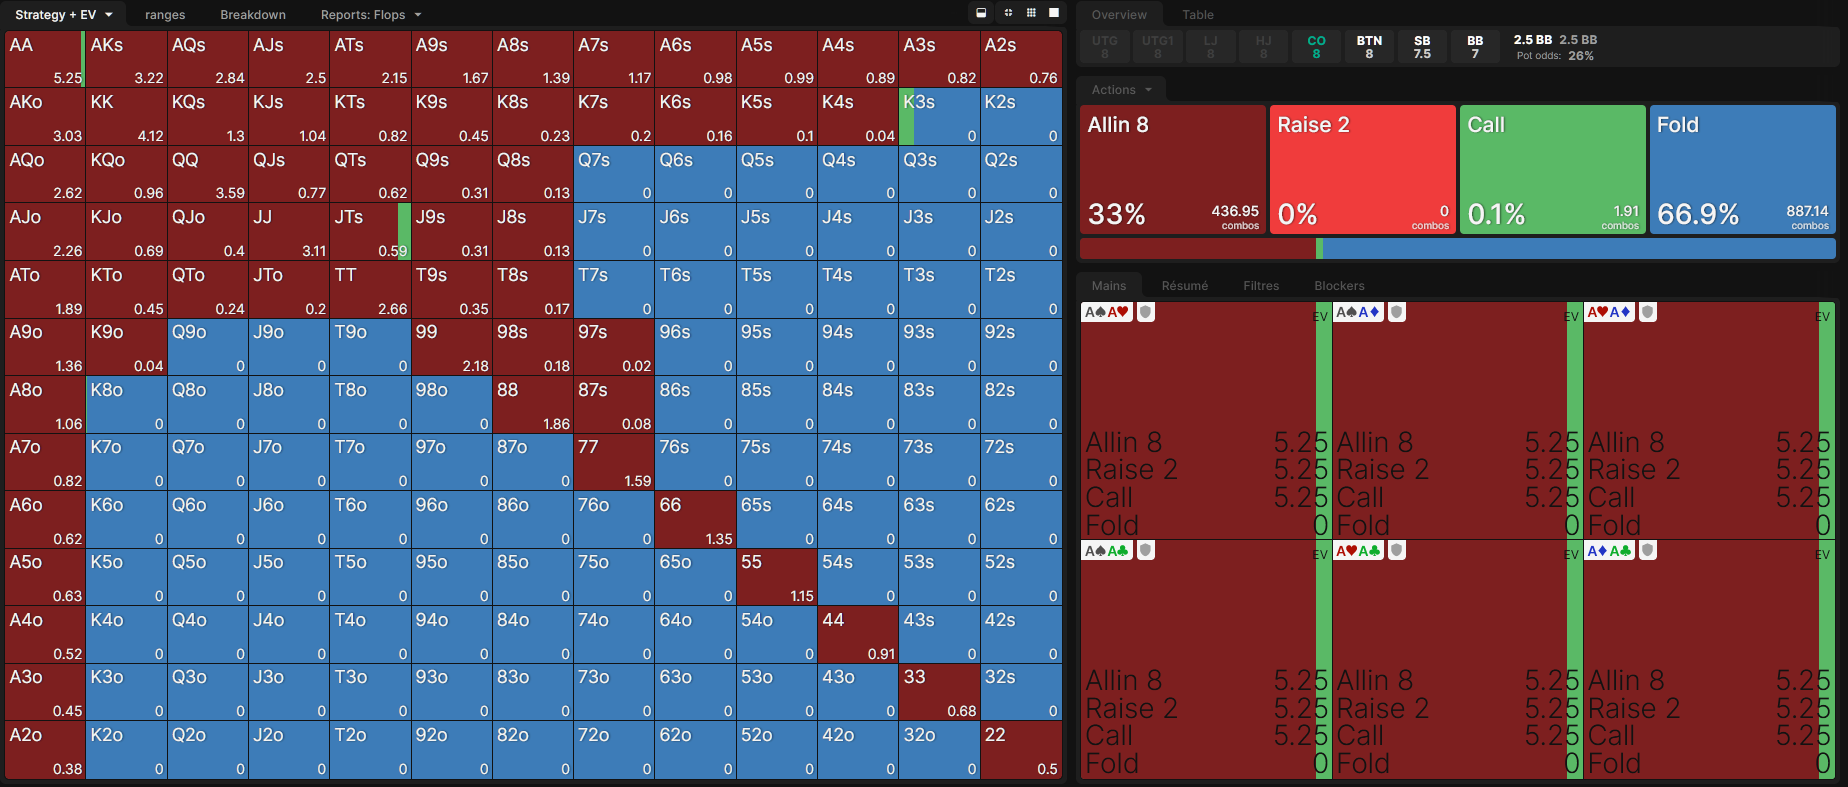 Strategy + EV ranges Breakdown Reports: Flops
AA 5.25 AKs 3.22 AQs 2.84 AJs 2.5 ATs 2.15 A9s 1.67 A8s 1.39 A7s 1.17 A6s 0.98 A5s 0.99 A4s 0.89 A3s 0.82 A2s 0.76
AKo 3.03 KK 4.12 KQs 1.3 KJs 1.04 KTs 0.82 K9s 0.45 K8s 0.23 K7s 0.2 K6s 0.16 K5s 0.1 K4s 0.04 K3s 0 K2s 0
AQo 2.62 KQo 0.96 QQ 3.59 QJs 0.77 QTs 0.62 Q9s 0.31 Q8s 0.13 Q7s 0 Q6s 0 Q5s 0 Q4s 0 Q3s 0 Q2s 0
AJo 2.26 KJo 0.69 QJo 0.4 JJ 3.11 JTs 0.59 J9s 0.31 J8s 0.13 J7s 0 J6s 0 J5s 0 J4s 0 J3s 0 J2s 0
ATo 1.89 KTo 0.45 QTo 0.24 JTo 0.2 TT 2.66 T9s 0.35 T8s 0.17 T7s 0 T6s 0 T5s 0 T4s 0 T3s 0 T2s 0
A9o 1.36 K9o 0.04 Q9o 0 J9o 0 T9o 0 99 2.18 98s 0.18 97s 0.02 96s 0 95s 0 94s 0 93s 0 92s 0
A8o 1.06 K8o 0 Q8o 0 J8o 0 T8o 0 98o 0 88 1.86 87s 0.08 86s 0 85s 0 84s 0 83s 0 82s 0
A7o 0.82 K7o 0 Q7o 0 J7o 0 T7o 0 97o 0 87o 0 77 1.59 76s 0 75s 0 74s 0 73s 0 72s 0
A6o 0.62 K6o 0 Q6o 0 J6o 0 T6o 0 96o 0 86o 0 76o 0 66 1.35 65s 0 64s 0 63s 0 62s 0
A5o 0.63 K5o 0 Q5o 0 J5o 0 T5o 0 95o 0 85o 0 75o 0 65o 0 55 1.15 54s 0 53s 0 52s 0
A4o 0.52 K4o 0 Q4o 0 J4o 0 T4o 0 94o 0 84o 0 74o 0 64o 0 54o 0 44 0.91 43s 0 42s 0
A3o 0.45 K3o 0 Q3o 0 J3o 0 T3o 0 93o 0 83o 0 73o 0 63o 0 53o 0 43o 0 33 0.68 32s 0
A2o 0.38 K2o 0 Q2o 0 J2o 0 T2o 0 92o 0 82o 0 72o 0 62o 0 52o 0 42o 0 32o 0 22 0.5
Overview Table
UTG UTG1 LJ HJ CO BTN SB BB 2.5 BB 2.5 BB
8 8 8 8 8 8 7.5 7 Pot odds: 26%
Actions
Allin 8 Raise 2 Call Fold
33% 436.95 combos 0% 0 combos 0.1% 1.91 combos 66.9% 887.14 combos
Mains Résumé Filtres Blockers
A♠A♥ EV A♠A♦ EV A♥A♦ EV
Allin 8 5.25 Allin 8 5.25 Allin 8 5.25
Raise 2 5.25 Raise 2 5.25 Raise 2 5.25
Call 5.25 Call 5.25 Call 5.25
Fold 0 Fold 0 Fold 0
A♠A♣ EV A♥A♣ EV A♦A♣ EV
Allin 8 5.25 Allin 8 5.25 Allin 8 5.25
Raise 2 5.25 Raise 2 5.25 Raise 2 5.25
Call 5.25 Call 5.25 Call 5.25
Fold 0 Fold 0 Fold 0